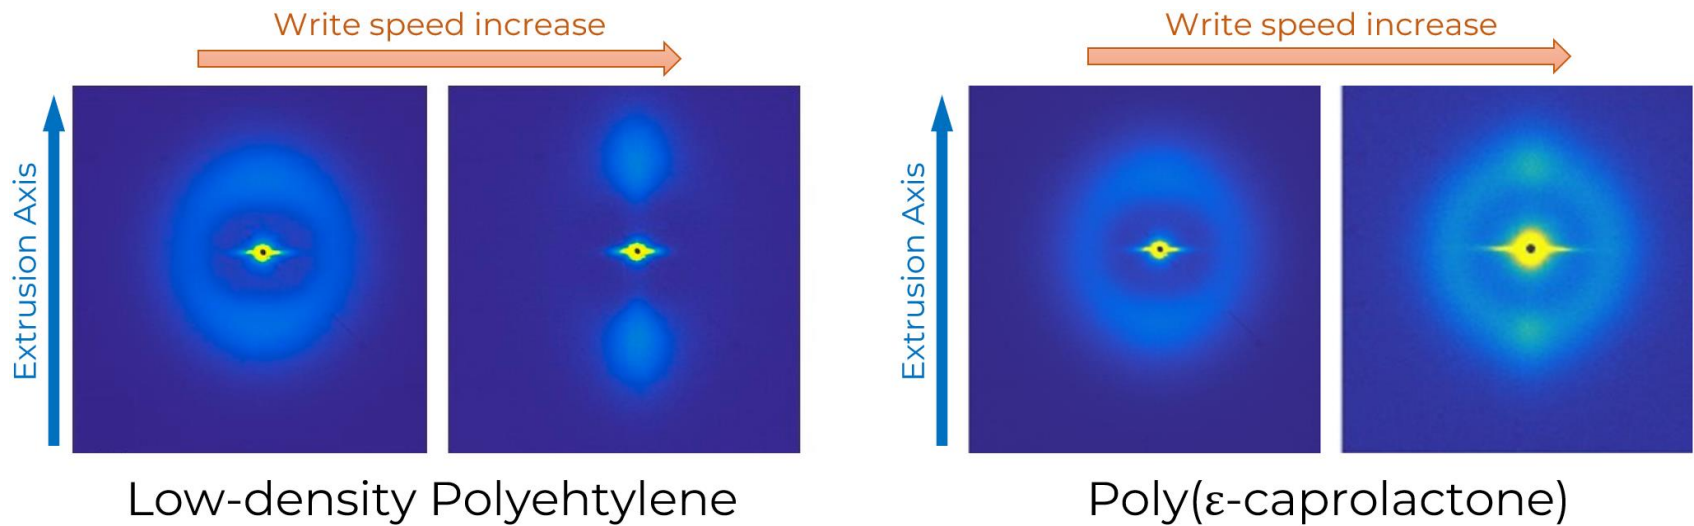 Write speed increase
Extrusion Axis
Low-density Polyehtylene
Write speed increase
Extrusion Axis
Poly(ε-caprolactone)